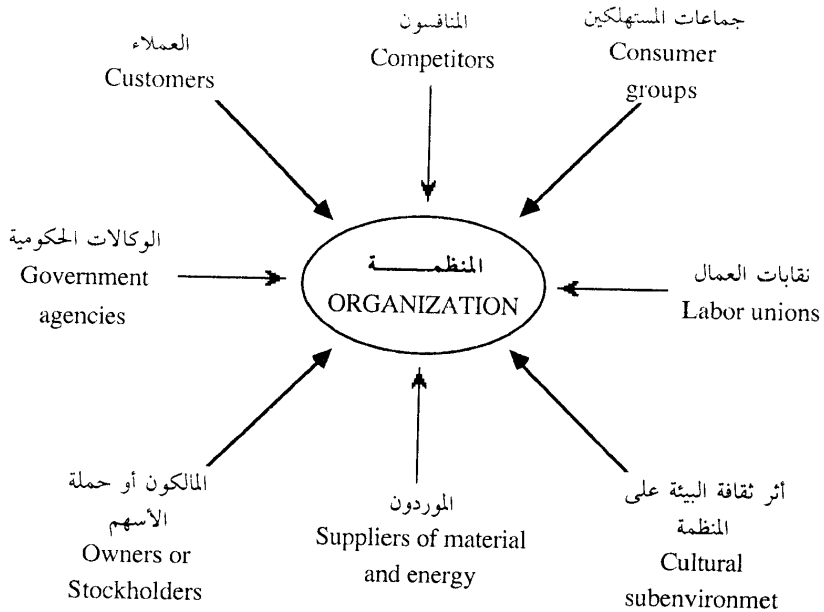 العملاء
Customers
المنافسون
Competitors
جماعات المستهلكين
Consumer
groups
الوكالات الحكومية
Government
agencies
المنظمـــــــة
ORGANIZATION
نقابات العمال
Labor unions
المالكون أو حملة
الأسهم
Owners or
Stockholders
الموردون
Suppliers of material
and energy
أثر ثقافة البيئة على
المنظمة
Cultural
subenvironmet